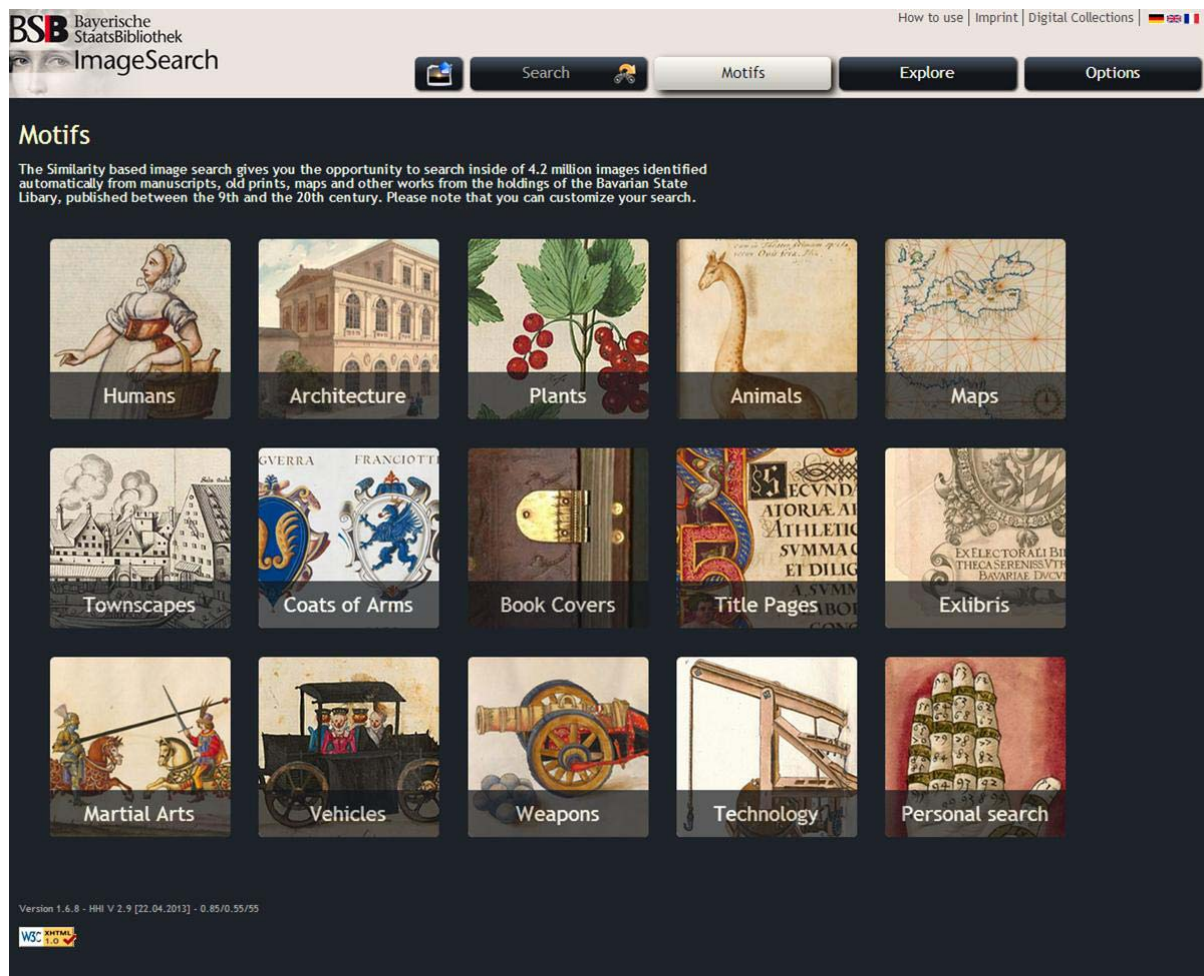 BSB Bayerische
StaatsBibliothek
ImageSearch
How to use | Imprint | Digital Collections |
Search
Motifs
Explore
Options
Motifs
The Similarity based image search gives you the opportunity to search inside of 4.2 million images identified
automatically from manuscripts, old prints, maps and other works from the holdings of the Bavarian State
Libary, published between the 9th and the 20th century. Please note that you can customize your search.
Humans
Architecture
Plants
Animals
Maps
GVERRA FRANCIOTTI
SECVND
ATORIÆ AI
ATHLETIC
SVMMA C
ET DILIG
A.SVMM
EX ELECTORALI BI
THECA SERENISS VTR
BAVARIAE DVCV
Townscapes
Coats of Arms
Book Covers
Title Pages
Exlibris
Martial Arts
Vehicles
Weapons
Technology
Personal search
Version 1.6.8 - HHI V 2.9 [22.04.2013] - 0.85/0.55/55
W3C XHTML
1.0